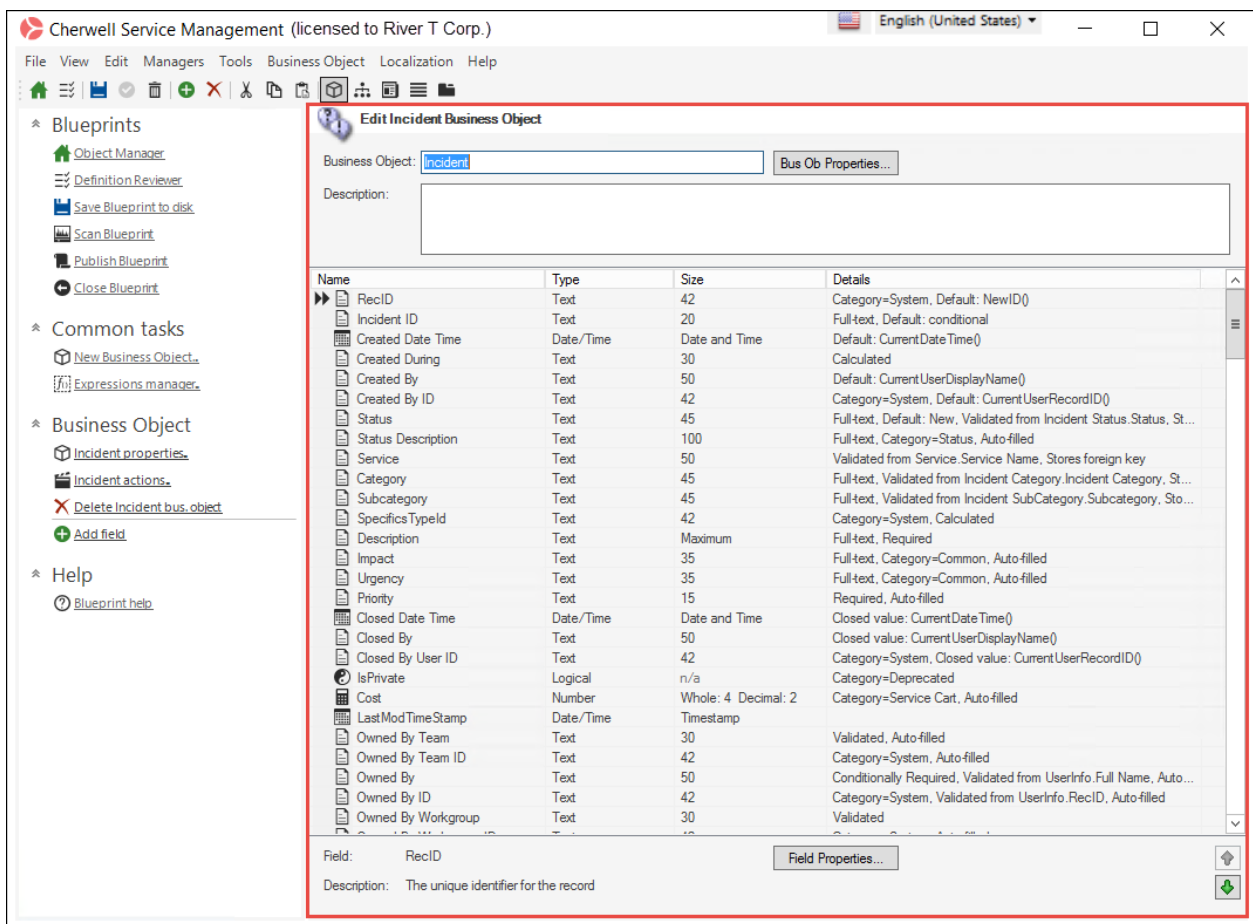 Cherwell Service Management (licensed to River T Corp.) English (United States)
File View Edit Managers Tools Business Object Localization Help
Blueprints
Object Manager
Definition Reviewer
Save Blueprint to disk
Scan Blueprint
Publish Blueprint
Close Blueprint
Common tasks
New Business Object...
Expressions manager...
Business Object
Incident properties...
Incident actions...
Delete Incident bus. object
Add field
Help
Blueprint help
Edit Incident Business Object
Business Object: Incident Bus Ob Properties...
Description:
Name Type Size Details
RecID Text 42 Category=System, Default: NewID()
Incident ID Text 20 Full-text, Default: conditional
Created Date Time Date/Time Date and Time Default: CurrentDateTime()
Created During Text 30 Calculated
Created By Text 50 Default: CurrentUserDisplayName()
Created By ID Text 42 Category=System, Default: CurrentUserRecordID()
Status Text 45 Full-text, Default: New, Validated from Incident Status.Status, St...
Status Description Text 100 Full-text, Category=Status, Auto-filled
Service Text 50 Validated from Service.Service Name, Stores foreign key
Category Text 45 Full-text, Validated from Incident Category.Incident Category, St...
Subcategory Text 45 Full-text, Validated from Incident SubCategory.Subcategory, Sto...
SpecificsTypeId Text 42 Category=System, Calculated
Description Text Maximum Full-text, Required
Impact Text 35 Full-text, Category=Common, Auto-filled
Urgency Text 35 Full-text, Category=Common, Auto-filled
Priority Text 15 Required, Auto-filled
Closed Date Time Date/Time Date and Time Closed value: CurrentDateTime()
Closed By Text 50 Closed value: CurrentUserDisplayName()
Closed By User ID Text 42 Category=System, Closed value: CurrentUserRecordID()
IsPrivate Logical n/a Category=Deprecated
Cost Number Whole: 4 Decimal: 2 Category=Service Cart, Auto-filled
LastModTimeStamp Date/Time Timestamp
Owned By Team Text 30 Validated, Auto-filled
Owned By Team ID Text 42 Category=System, Auto-filled
Owned By Text 50 Conditionally Required, Validated from UserInfo.Full Name, Auto...
Owned By ID Text 42 Category=System, Validated from UserInfo.RecID, Auto-filled
Owned By Workgroup Text 30 Validated
Field: RecID Field Properties...
Description: The unique identifier for the record